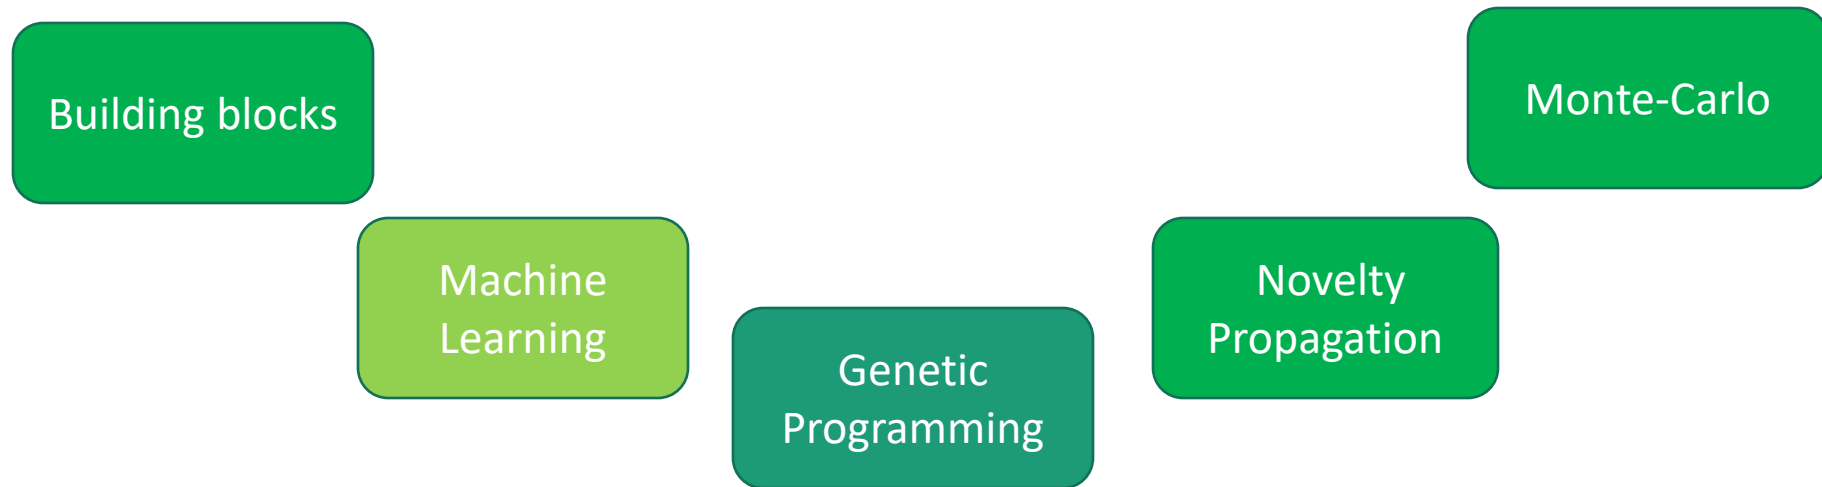 Building blocks
Machine
Learning
Genetic
Programming
Novelty
Propagation
Monte-Carlo